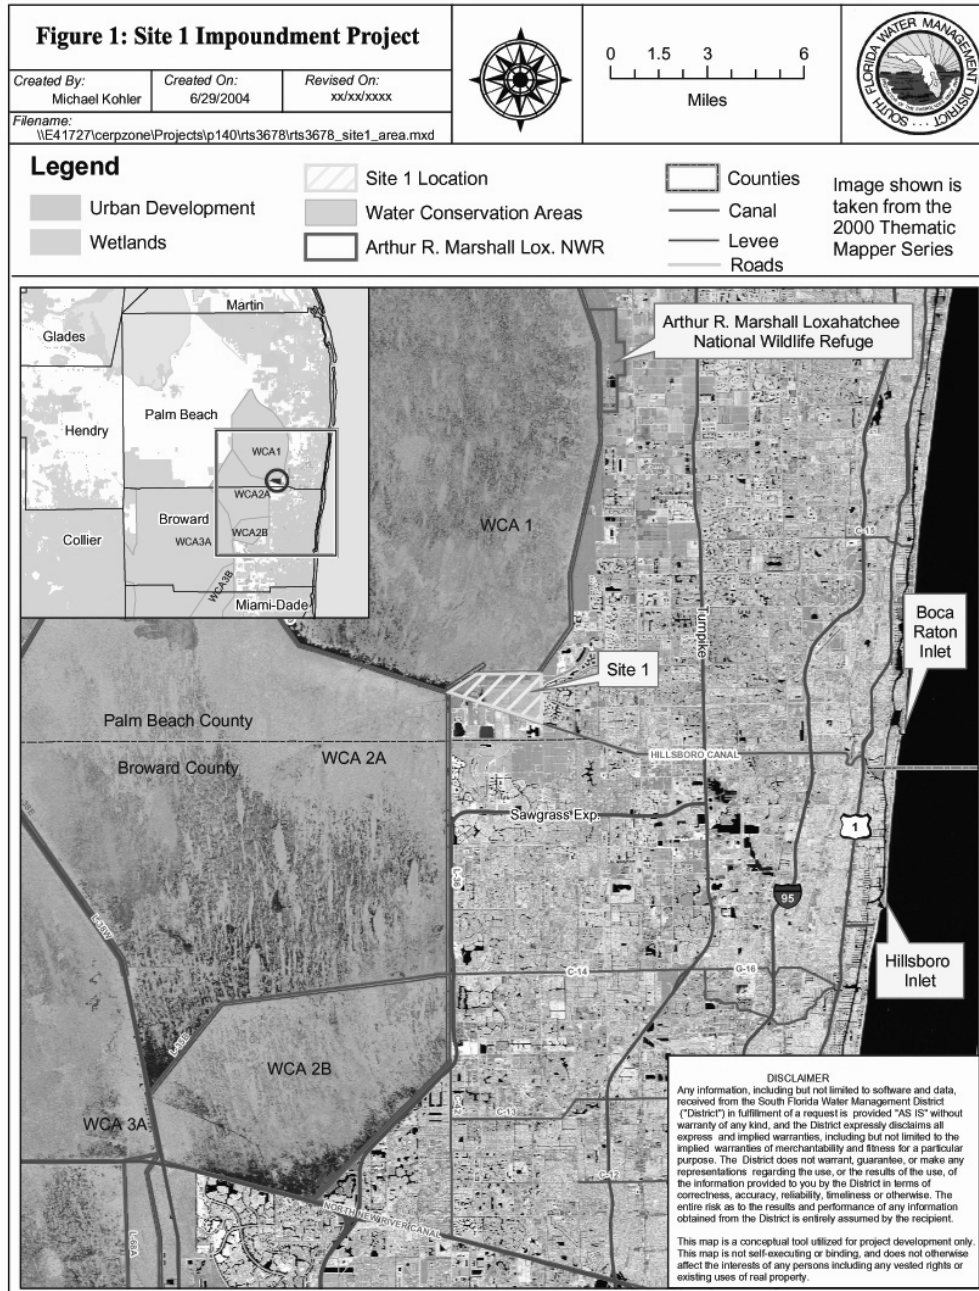 Figure 1: Site 1 Impoundment Project
Created By:
Michael Kohler
Created On:
6/29/2004
Revised On:
xx/xx/xxxx
Filename:
\\E41727\cerpzone\Projects\p140\rts3678\rts3678_site1_area.mxd
0 1.5 3 6
Miles
SOUTH FLORIDA WATER MANAGEMENT DISTRICT
Legend
Urban Development
Wetlands
Site 1 Location
Water Conservation Areas
Arthur R. Marshall Lox. NWR
Counties
Canal
Levee
Roads
Image shown is
taken from the
2000 Thematic
Mapper Series
Martin
Glades
Palm Beach
Hendry
WCA1
WCA2A
Broward
WCA2B
WCA3A
Collier
WCA3B
Miami-Dade
Arthur R. Marshall Loxahatchee
National Wildlife Refuge
WCA 1
C-15
Turnpike
Boca
Raton
Inlet
Site 1
Palm Beach County
Broward County
WCA 2A
HILLSBORO CANAL
Sawgrass Exp.
1
L-36
95
Hillsboro
Inlet
C-14
WCA 2B
WCA 3A
C-13
NORTH NEW RIVER CANAL
L-68A
DISCLAIMER
Any information, including but not limited to software and data,
received from the South Florida Water Management District
("District") in fulfillment of a request is provided "AS IS" without
warranty of any kind, and the District expressly disclaims all
express and implied warranties, including but not limited to the
implied warranties of merchantability and fitness for a particular
purpose. The District does not warrant, guarantee, or make any
representations regarding the use, or the results of the use, of
the information provided to you by the District in terms of
correctness, accuracy, reliability, timeliness or otherwise. The
entire risk as to the results and performance of any information
obtained from the District is entirely assumed by the recipient.
This map is a conceptual tool utilized for project development only.
This map is not self-executing or binding, and does not otherwise
affect the interests of any persons including any vested rights or
existing uses of real property.